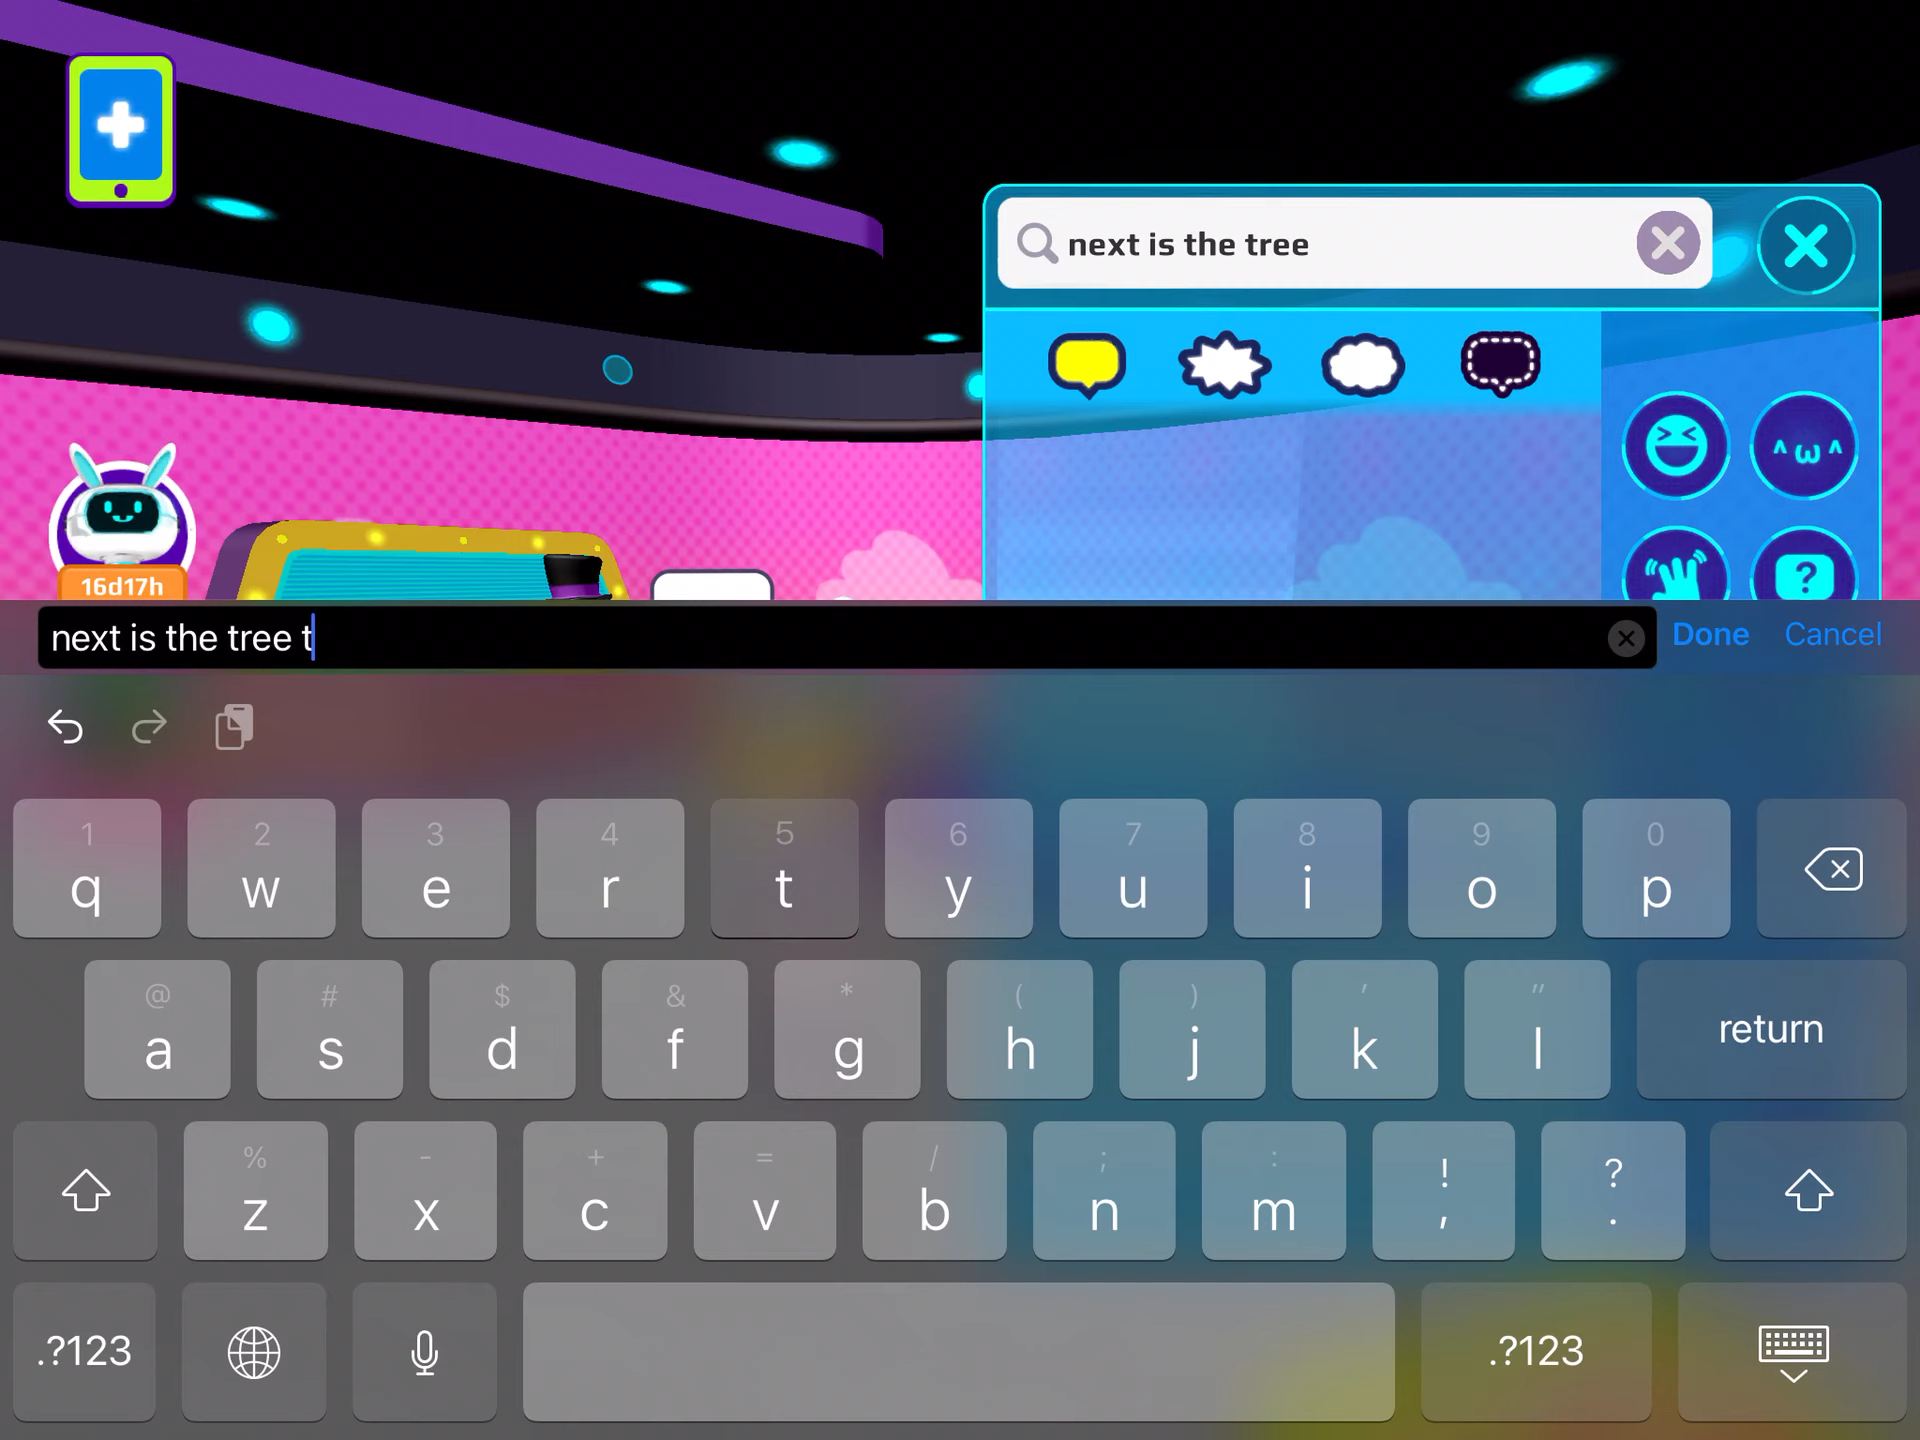 next is the tree
^ω^
?
16d17h
next is the tree t
Done
Cancel
1 2 3 4 5 6 7 8 9 0
q w e r t y u i o p
@ # $ & * ( ) ' "
a s d f g h j k l return
% - + = / ; : ! ?
z x c v b n m , .
.?123 .?123